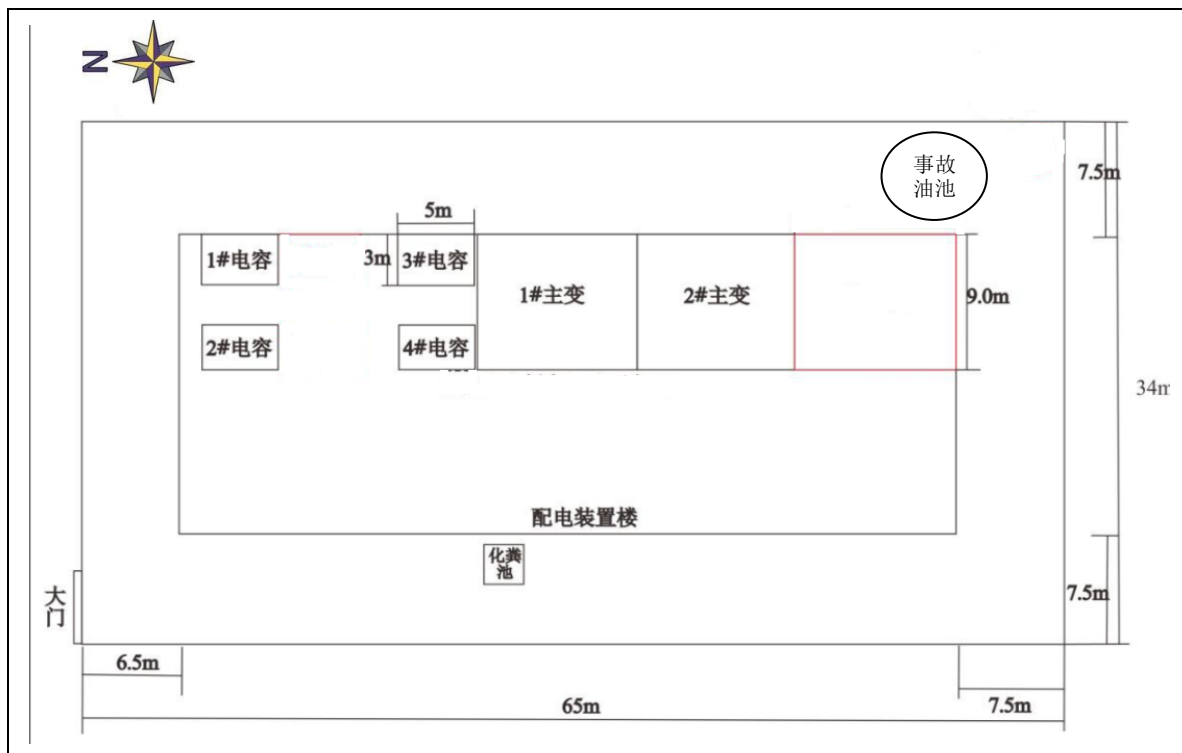 N
事故
油池
7.5m
5m
1#电容
3m
3#电容
1#主变
2#主变
9.0m
2#电容
4#电容
34m
配电装置楼
化粪
池
大
门
7.5m
6.5m
65m
7.5m